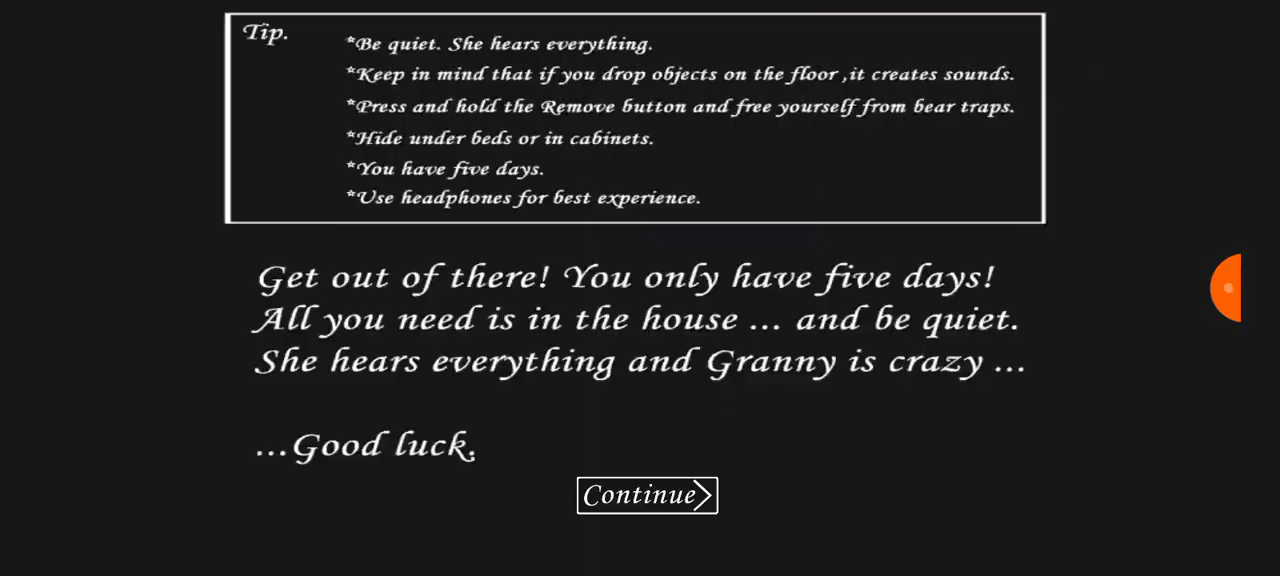 Tip.
*Be quiet. She hears everything.
*Keep in mind that if you drop objects on the floor ,it creates sounds.
*Press and hold the Remove button and free yourself from bear traps.
*Hide under beds or in cabinets.
*You have five days.
*Use headphones for best experience.
Get out of there! You only have five days!
All you need is in the house ... and be quiet.
She hears everything and Granny is crazy ...
...Good luck.
Continue